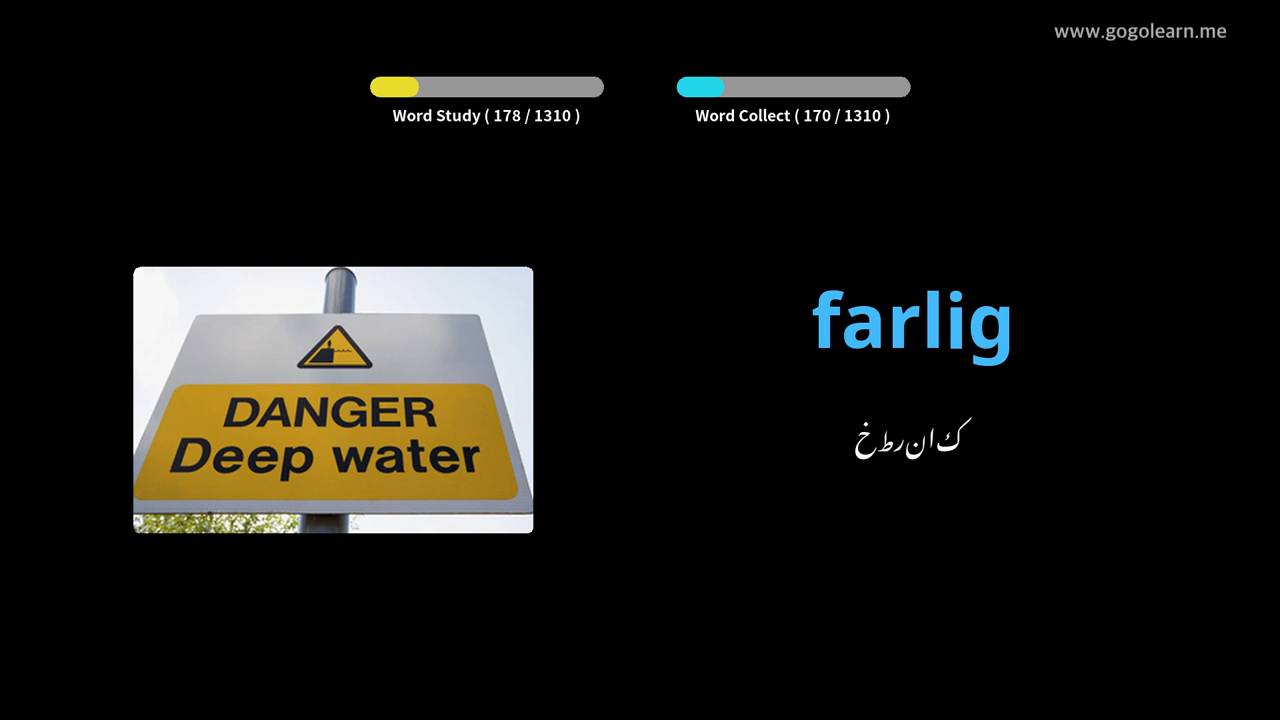 www.gogolearn.me
Word Study ( 178 / 1310 )
Word Collect ( 170 / 1310 )
DANGER
Deep water
farlig
خطرناک